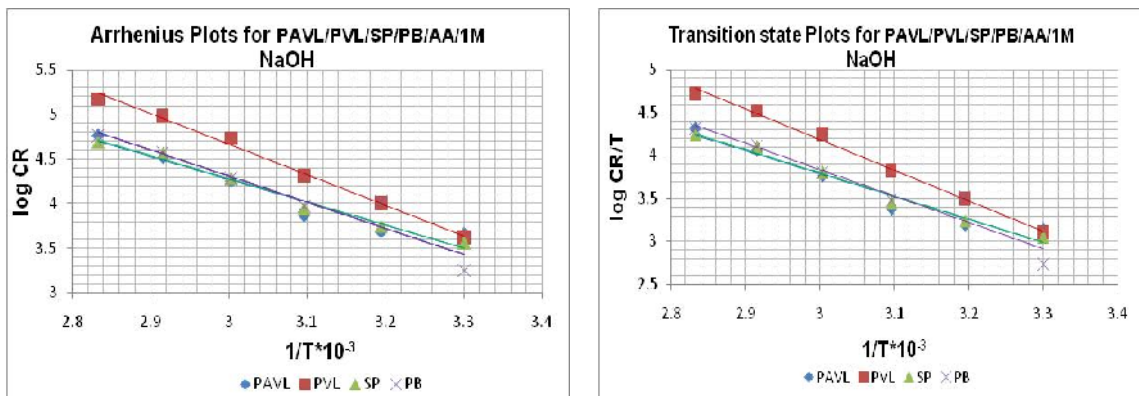 Arrhenius Plots for PAVL/PVL/SP/PB/AA/1M
NaOH
5.5
5
4.5
4
3.5
3
2.8
2.9
3
3.1
3.2
3.3
3.4
log CR
1/T*10-3
PAVL
PVL
SP
PB
Transition state Plots for PAVL/PVL/SP/PB/AA/1M
NaOH
5
4.5
4
3.5
3
2.5
2.8
2.9
3
3.1
3.2
3.3
3.4
log CR/T
1/T*10-3
PAVL
PVL
SP
PB